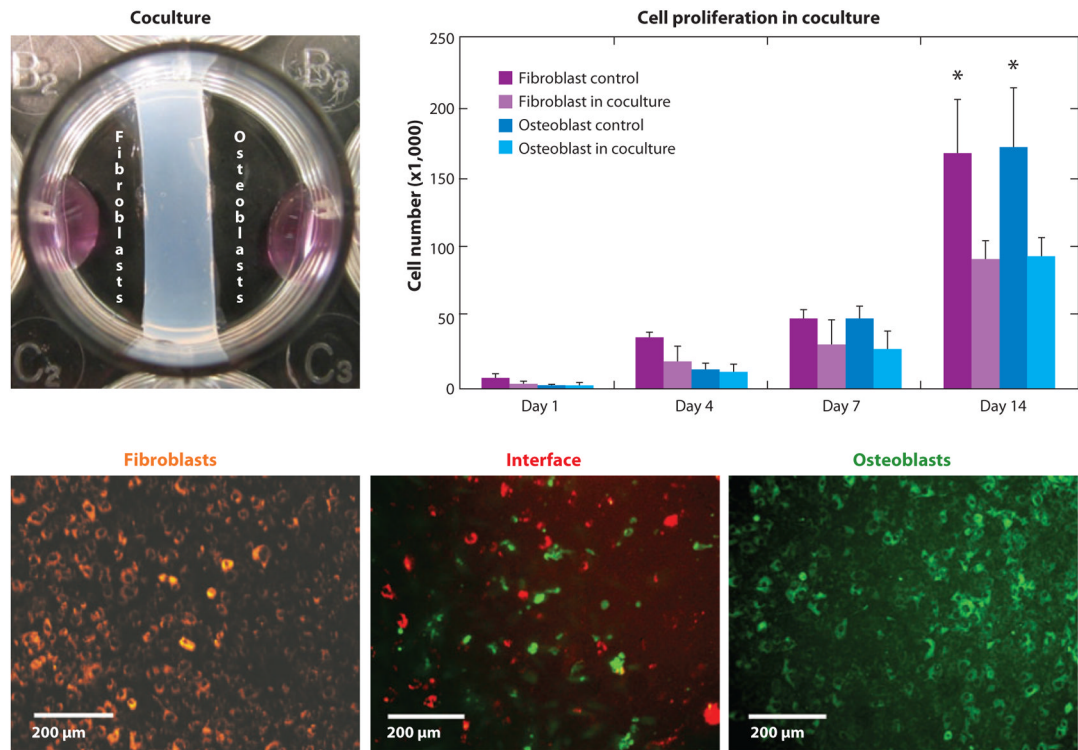 Coculture
B2
B3
Fibroblasts
Osteoblasts
C2
C3
Cell proliferation in coculture
Cell number (x1,000)
250
200
150
100
50
0
Fibroblast control
Fibroblast in coculture
Osteoblast control
Osteoblast in coculture
*
*
Day 1
Day 4
Day 7
Day 14
Fibroblasts
Interface
Osteoblasts
200 µm
200 µm
200 µm